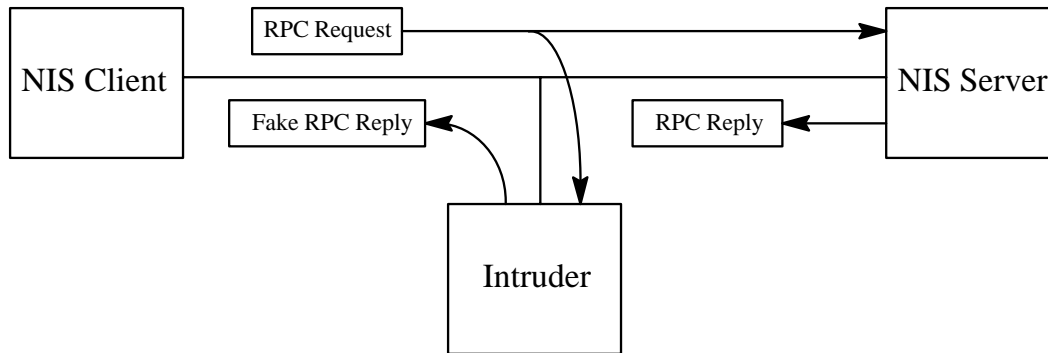 RPC Request
NIS Client
NIS Server
Fake RPC Reply
RPC Reply
Intruder